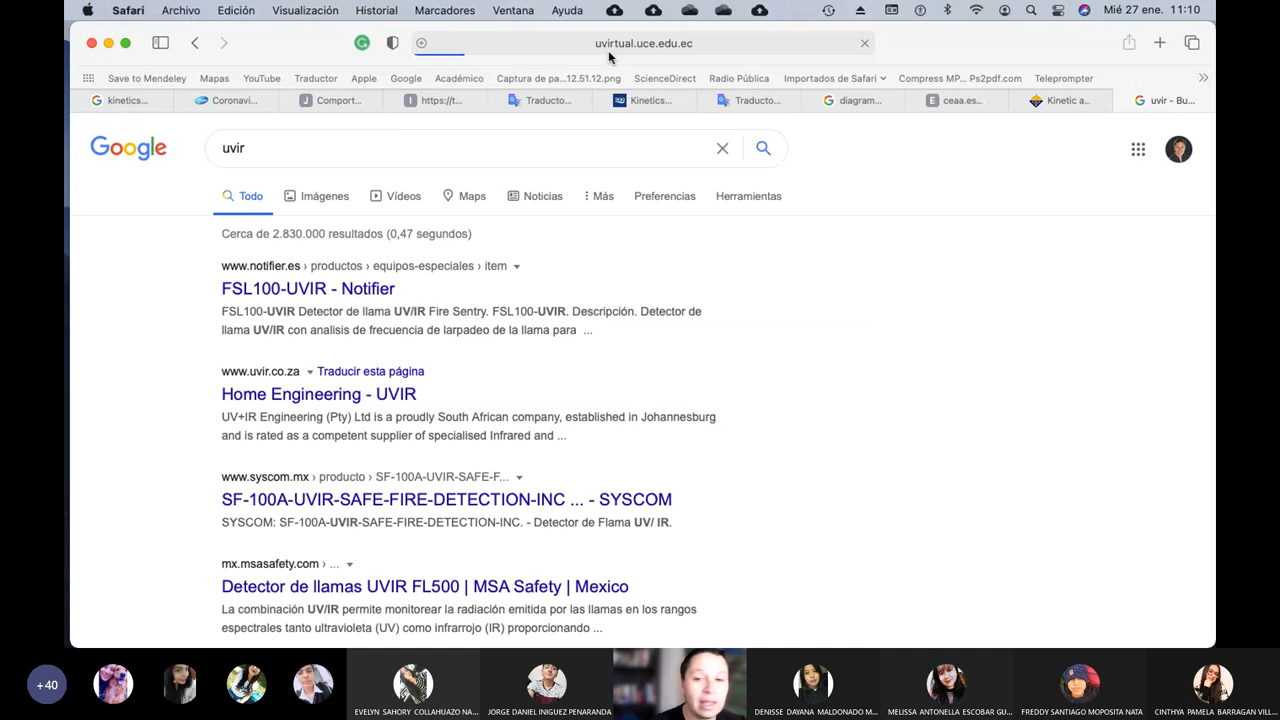 Safari Archivo Edición Visualización Historial Marcadores Ventana Ayuda Mié 27 ene. 11:10
uvirtual.uce.edu.ec
Save to Mendeley Mapas YouTube Traductor Apple Google Académico Captura de pa...12.51.12.png ScienceDirect Radio Pública Importados de Safari Compress MP... Ps2pdf.com Teleprompter
kinetics... Coronavi... Comport... https://t... Traducto... Kinetics... Traducto... diagram... ceaa.es... Kinetic a... uvir - Bu...
Google uvir
Todo Imágenes Vídeos Maps Noticias Más Preferencias Herramientas
Cerca de 2.830.000 resultados (0,47 segundos)
www.notifier.es › productos › equipos-especiales › item
FSL100-UVIR - Notifier
FSL100-UVIR Detector de llama UV/IR Fire Sentry. FSL100-UVIR. Descripción. Detector de
llama UV/IR con analisis de frecuencia de larpadeo de la llama para ...
www.uvir.co.za Traducir esta página
Home Engineering - UVIR
UV+IR Engineering (Pty) Ltd is a proudly South African company, established in Johannesburg
and is rated as a competent supplier of specialised Infrared and ...
www.syscom.mx › producto › SF-100A-UVIR-SAFE-F...
SF-100A-UVIR-SAFE-FIRE-DETECTION-INC ... - SYSCOM
SYSCOM: SF-100A-UVIR-SAFE-FIRE-DETECTION-INC. - Detector de Flama UV/ IR.
mx.msasafety.com › ...
Detector de llamas UVIR FL500 | MSA Safety | Mexico
La combinación UV/IR permite monitorear la radiación emitida por las llamas en los rangos
espectrales tanto ultravioleta (UV) como infrarrojo (IR) proporcionando ...
+40
EVELYN SAHORY COLLAHUAZO NA... JORGE DANIEL INIGUEZ PENARANDA DENISSE DAYANA MALDONADO M... MELISSA ANTONELLA ESCOBAR GU... FREDDY SANTIAGO MOPOSITA NATA CINTHYA PAMELA BARRAGAN VILL...